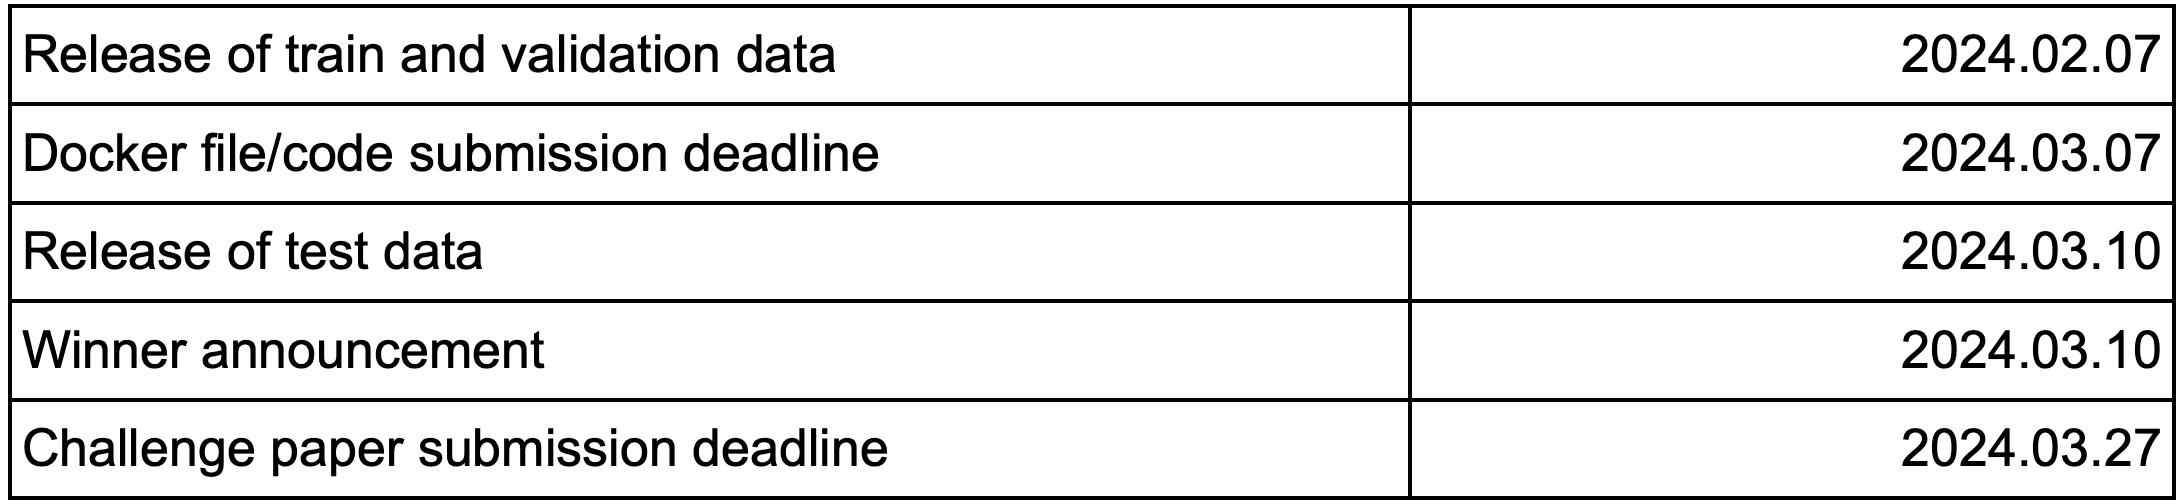 Release of train and validation data 2024.02.07
Docker file/code submission deadline 2024.03.07
Release of test data 2024.03.10
Winner announcement 2024.03.10
Challenge paper submission deadline 2024.03.27